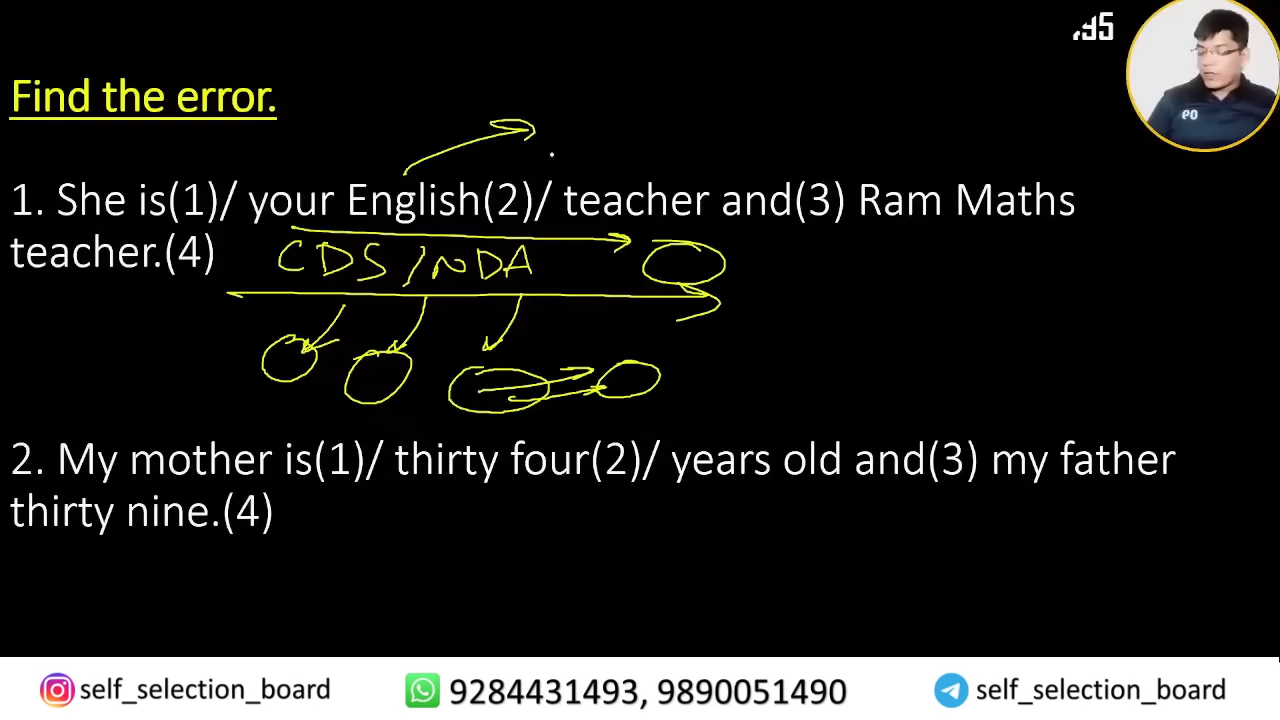 Find the error.
1. She is(1)/ your English(2)/ teacher and(3) Ram Maths
teacher.(4)
CDS/NDA
2. My mother is(1)/ thirty four(2)/ years old and(3) my father
thirty nine.(4)
self_selection_board
9284431493, 9890051490
self_selection_board